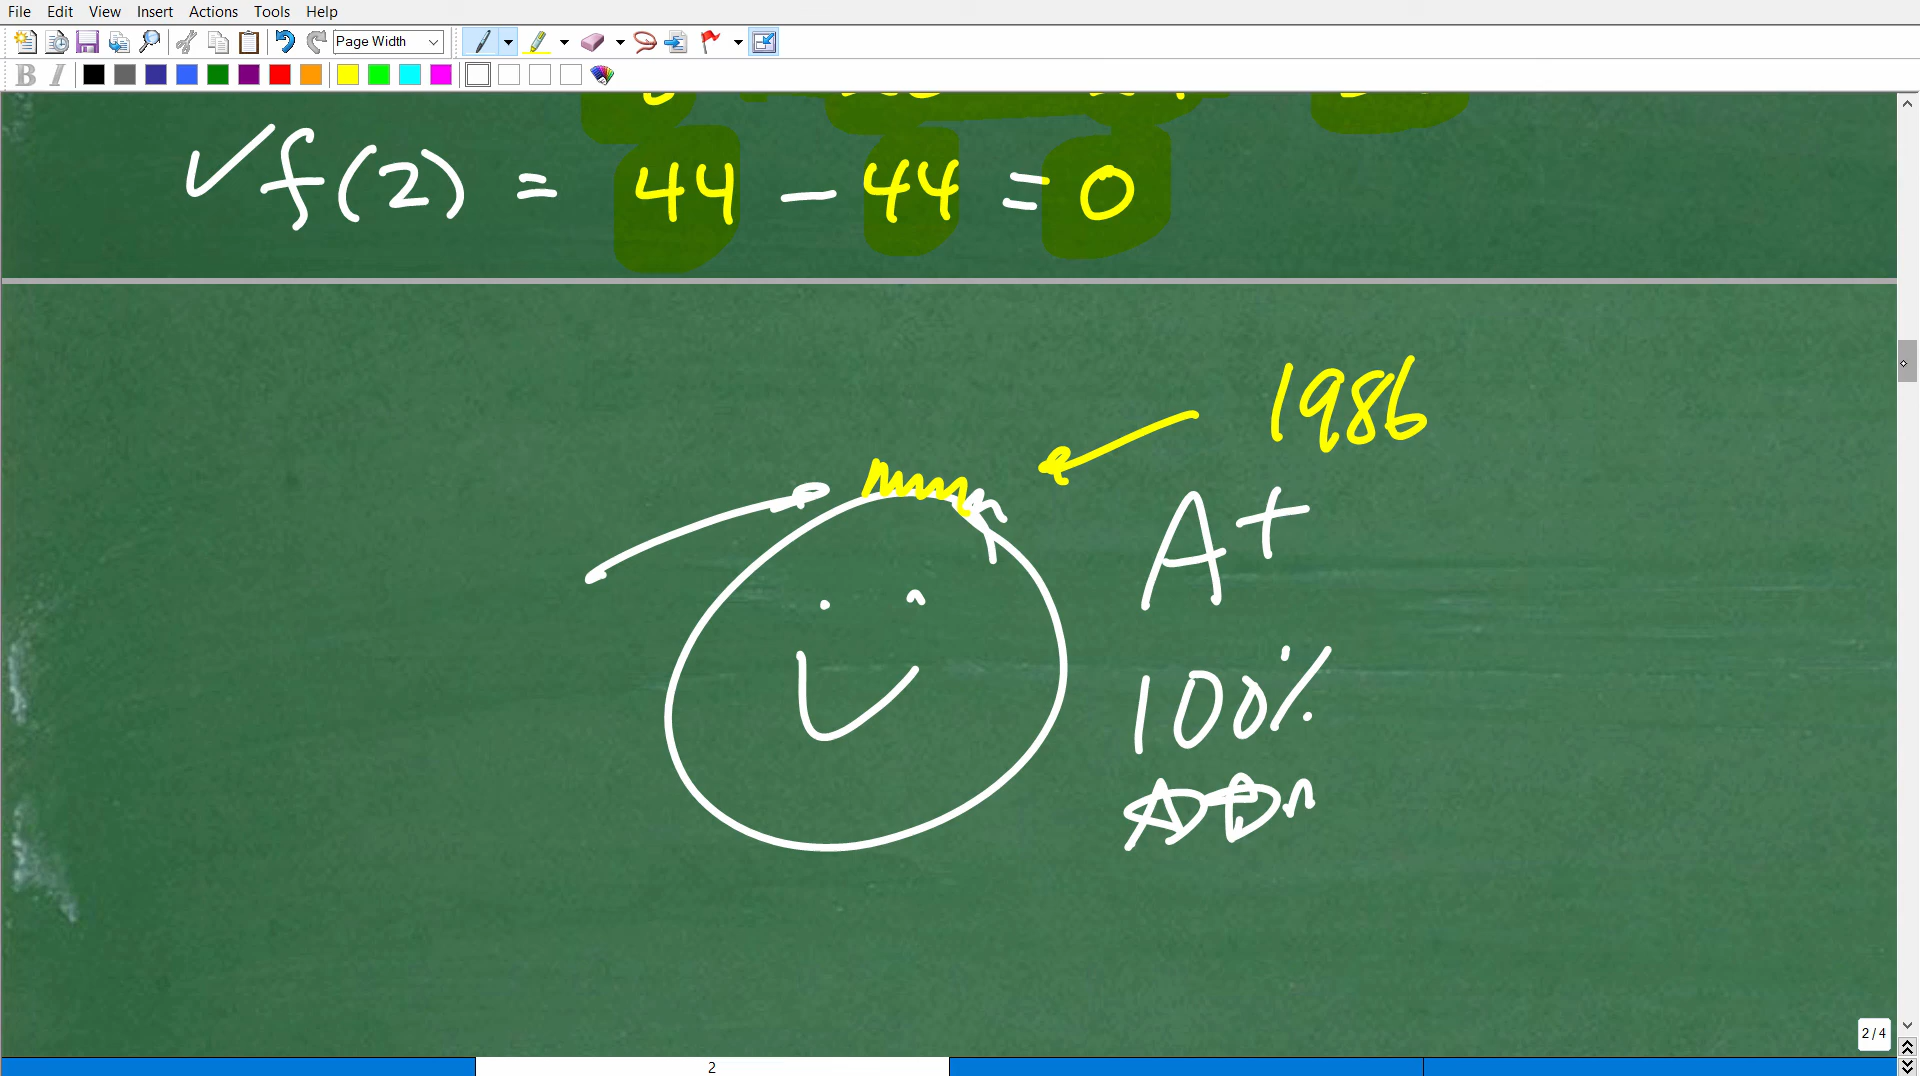 File Edit View Insert Actions Tools Help
Page Width
B I
✓ f(2) = 44 - 44 = 0
1986
A+
100%
2/4
2